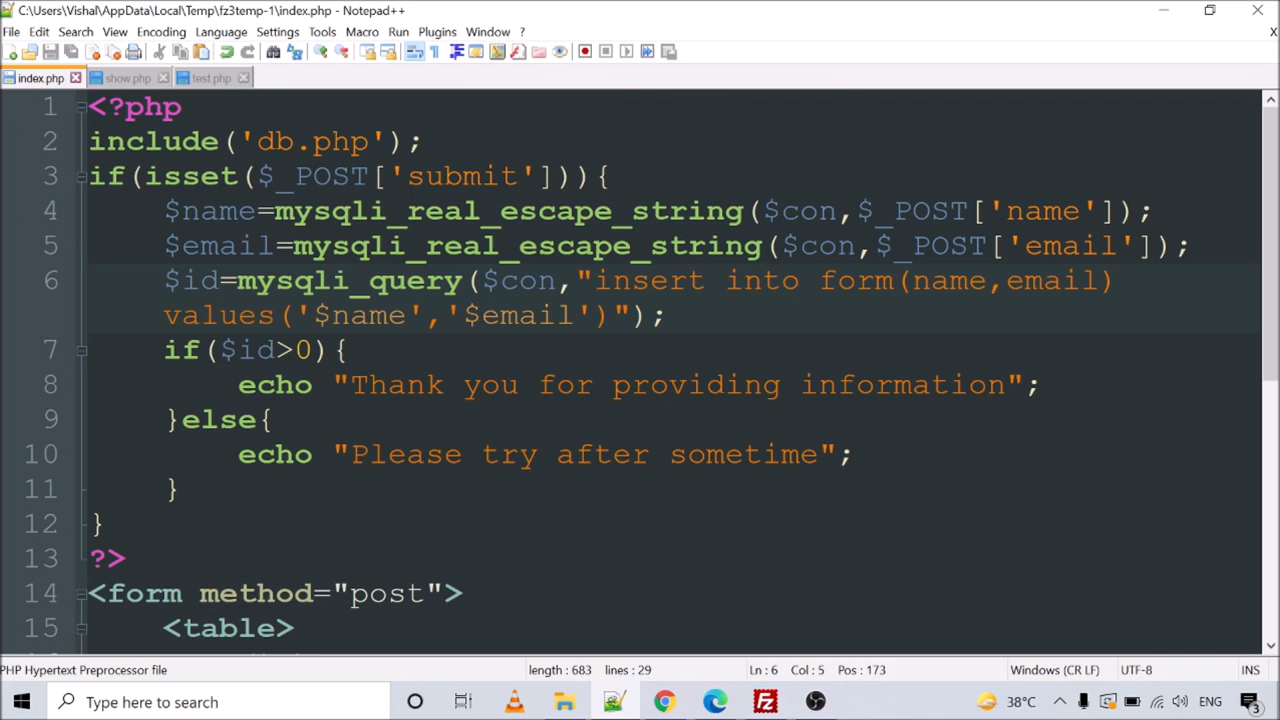 C:\Users\Vishal\AppData\Local\Temp\fz3temp-1\index.php - Notepad++
File Edit Search View Encoding Language Settings Tools Macro Run Plugins Window ? X
index.php show.php test.php
1 <?php
2 include('db.php');
3 if(isset($_POST['submit'])){
4 $name=mysqli_real_escape_string($con,$_POST['name']);
5 $email=mysqli_real_escape_string($con,$_POST['email']);
6 $id=mysqli_query($con,"insert into form(name,email)
values('$name','$email')");
7 if($id>0){
8 echo "Thank you for providing information";
9 }else{
10 echo "Please try after sometime";
11 }
12 }
13 ?>
14 <form method="post">
15 <table>
PHP Hypertext Preprocessor file length : 683 lines : 29 Ln : 6 Col : 5 Pos : 173 Windows (CR LF) UTF-8 INS
Type here to search 38°C ENG 3